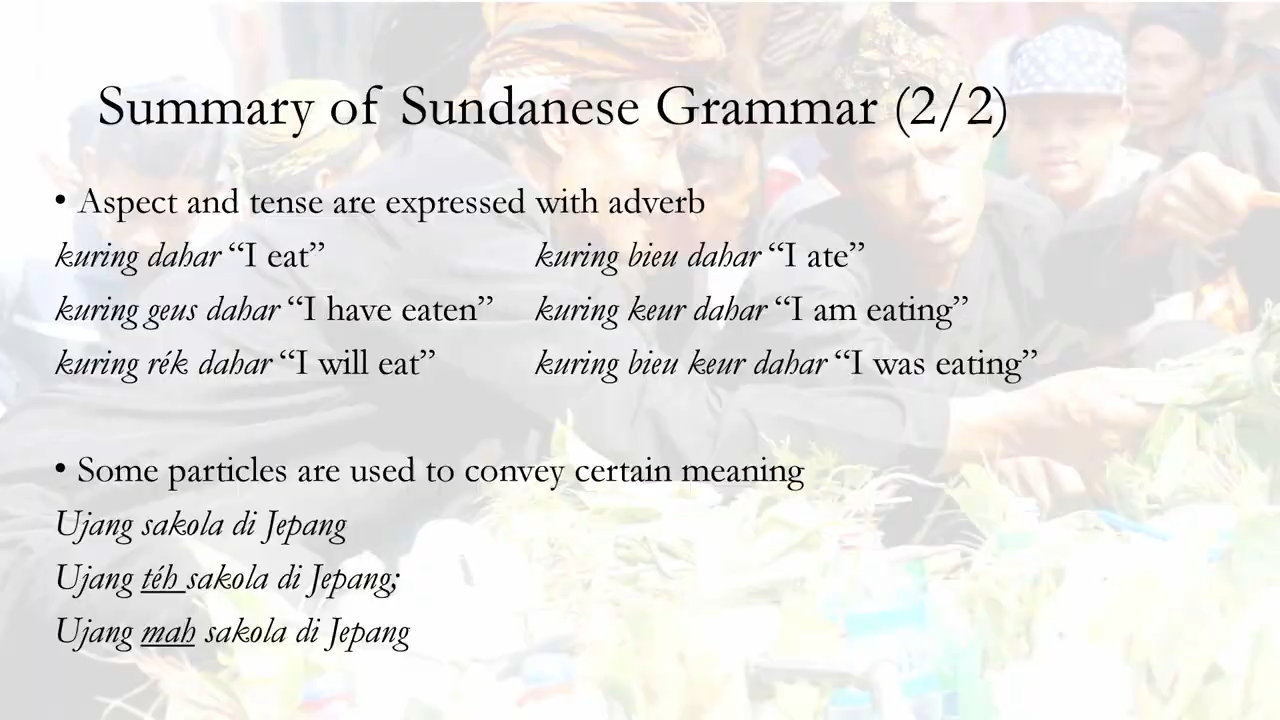 Summary of Sundanese Grammar (2/2)
• Aspect and tense are expressed with adverb
kuring dahar “I eat” kuring bieu dahar “I ate”
kuring geus dahar “I have eaten” kuring keur dahar “I am eating”
kuring rék dahar “I will eat” kuring bieu keur dahar “I was eating”
• Some particles are used to convey certain meaning
Ujang sakola di Jepang
Ujang téh sakola di Jepang;
Ujang mah sakola di Jepang